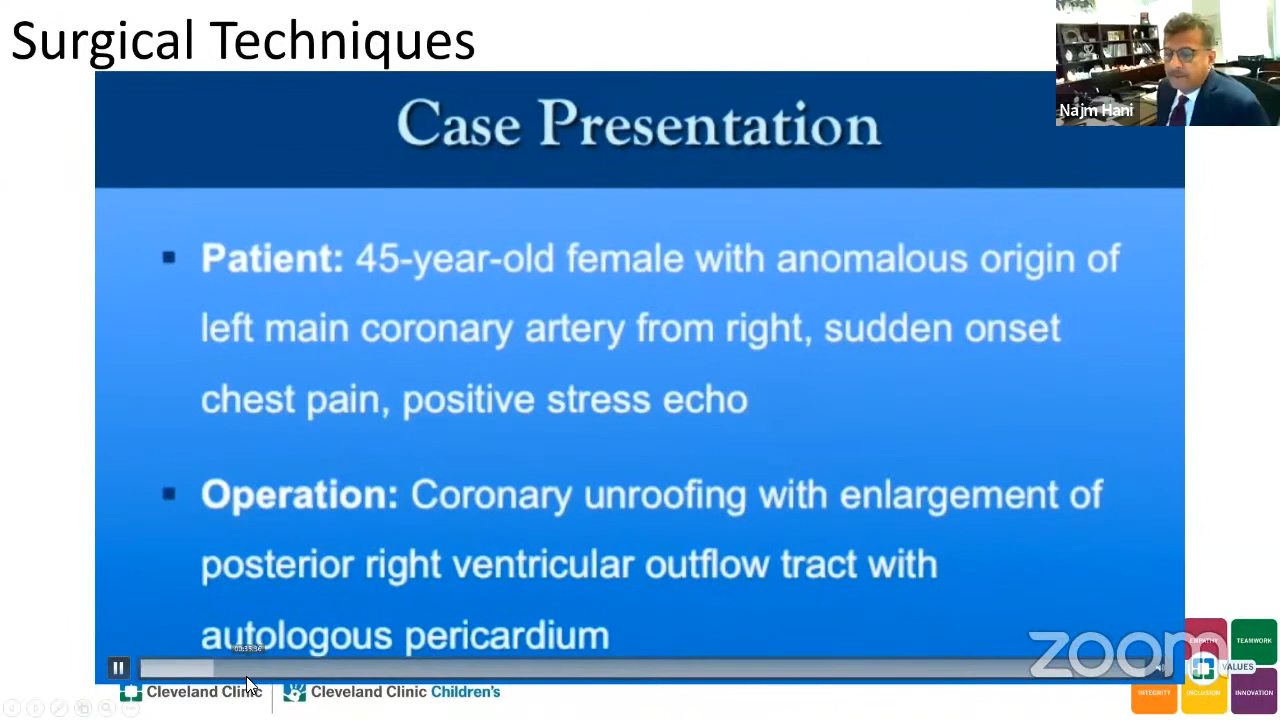 Surgical Techniques
Najm Hani
Case Presentation
▪ Patient: 45-year-old female with anomalous origin of
left main coronary artery from right, sudden onset
chest pain, positive stress echo
▪ Operation: Coronary unroofing with enlargement of
posterior right ventricular outflow tract with
autologous pericardium
zoom
EMPATHY
TEAMWORK
VALUES
Cleveland Clinic
Cleveland Clinic Children's
INTEGRITY
INCLUSION
INNOVATION